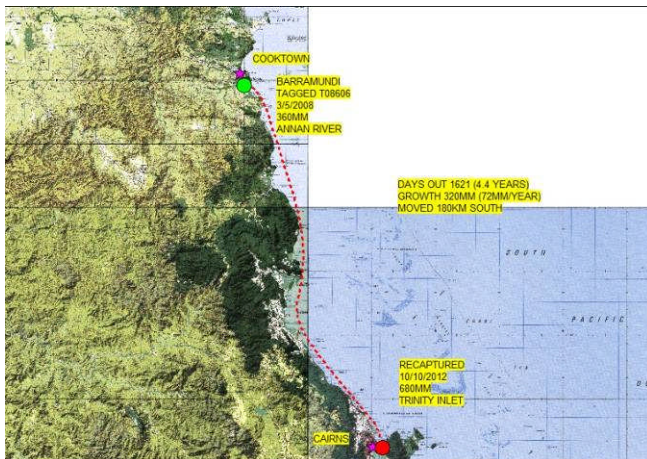 COOKTOWN
BARRAMUNDI
TAGGED T08606
3/5/2008
360MM
ANNAN RIVER
DAYS OUT 1621 (4.4 YEARS)
GROWTH 320MM (72MM/YEAR)
MOVED 180KM SOUTH
SOUTH
PACIFIC
RECAPTURED
10/10/2012
680MM
TRINITY INLET
CAIRNS